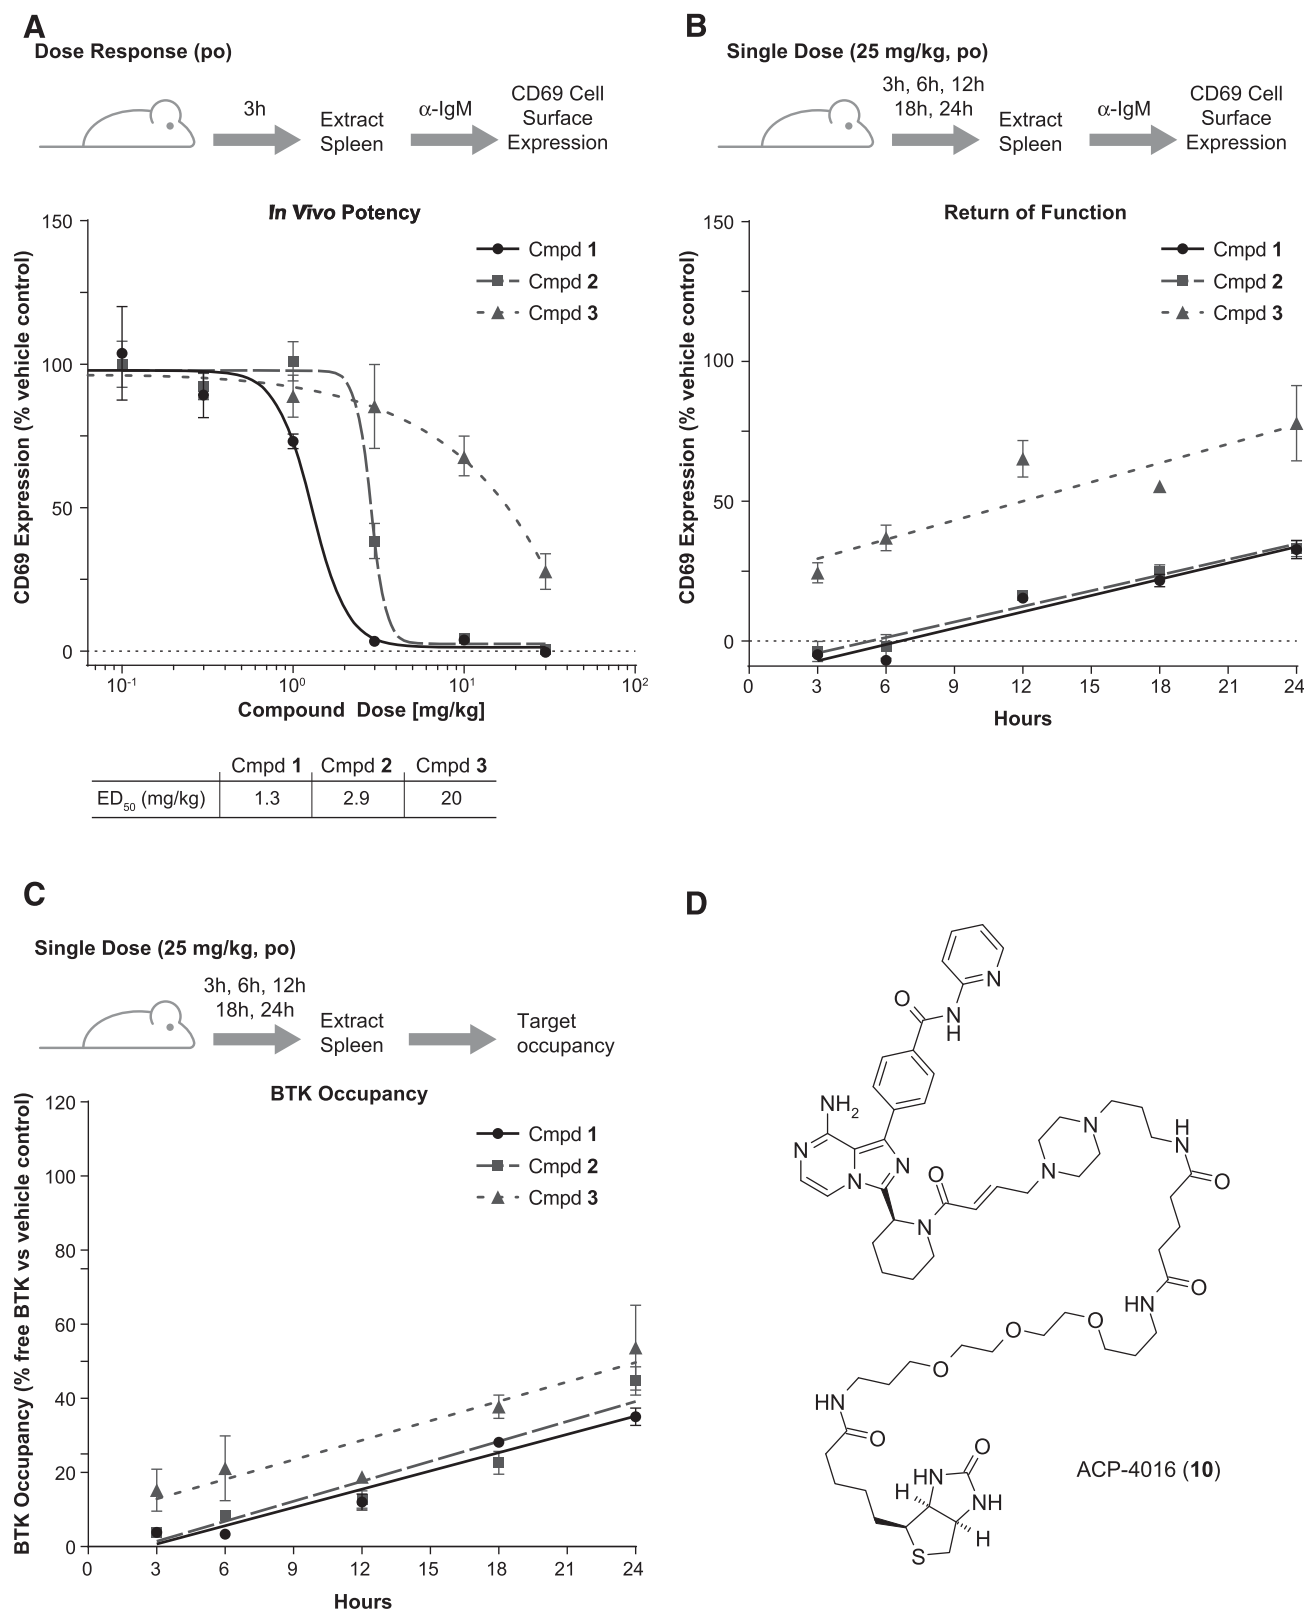 A
Dose Response (po)
3h
Extract
Spleen
α-IgM
CD69 Cell
Surface
Expression
In Vivo Potency
CD69 Expression (% vehicle control)
150
100
50
0
Cmpd 1
Cmpd 2
Cmpd 3
10-1
100
101
102
Compound Dose [mg/kg]
Cmpd 1 Cmpd 2 Cmpd 3
ED50 (mg/kg) 1.3 2.9 20
B
Single Dose (25 mg/kg, po)
3h, 6h, 12h
18h, 24h
Extract
Spleen
α-IgM
CD69 Cell
Surface
Expression
Return of Function
CD69 Expression (% vehicle control)
150
100
50
0
Cmpd 1
Cmpd 2
Cmpd 3
0 3 6 9 12 15 18 21 24
Hours
C
Single Dose (25 mg/kg, po)
3h, 6h, 12h
18h, 24h
Extract
Spleen
Target
occupancy
BTK Occupancy
BTK Occupancy (% free BTK vs vehicle control)
120
100
80
60
40
20
0
Cmpd 1
Cmpd 2
Cmpd 3
0 3 6 9 12 15 18 21 24
Hours
D
N
O
N
H
NH2
N
N
N
O
N
N
N
H
N
O
O
HN
O
O
O
HN
O
O
HN
NH
H
H
S
ACP-4016 (10)